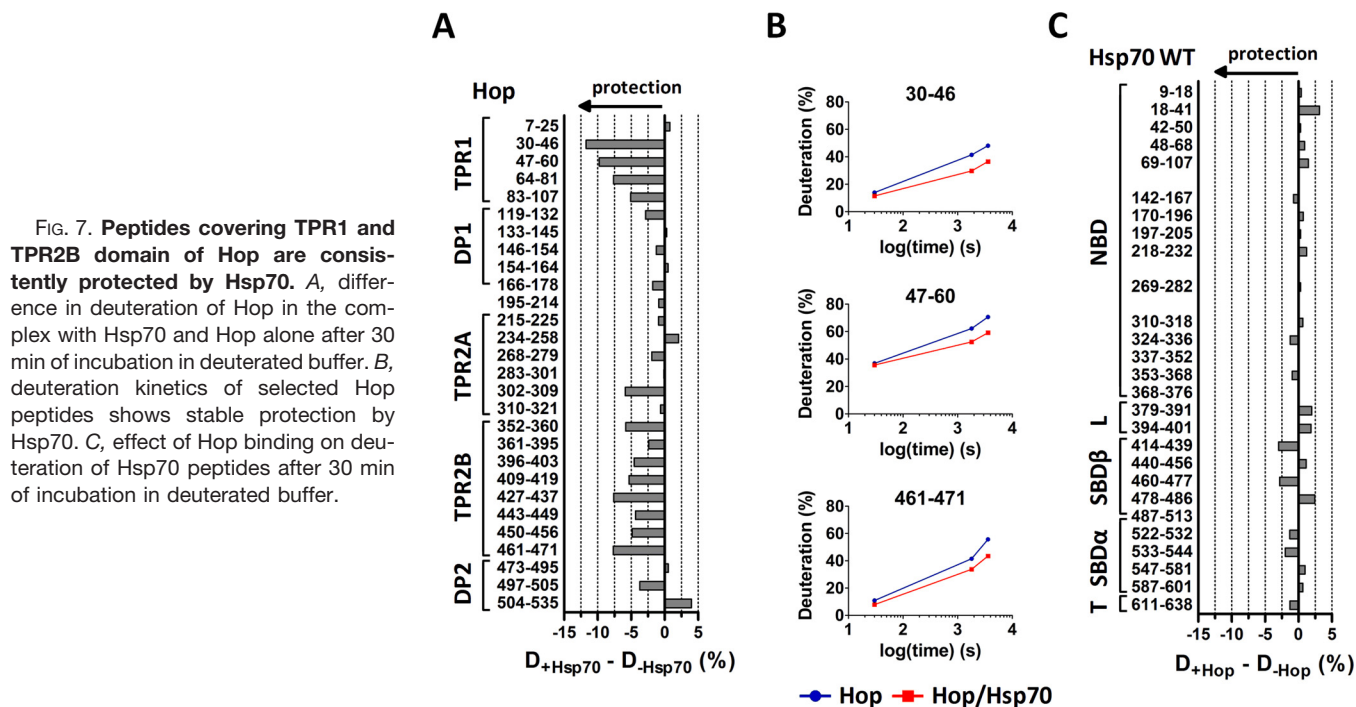 FIG. 7. Peptides covering TPR1 and
TPR2B domain of Hop are consis-
tently protected by Hsp70. A, differ-
ence in deuteration of Hop in the com-
plex with Hsp70 and Hop alone after 30
min of incubation in deuterated buffer. B,
deuteration kinetics of selected Hop
peptides shows stable protection by
Hsp70. C, effect of Hop binding on deu-
teration of Hsp70 peptides after 30 min
of incubation in deuterated buffer.
A
Hop
protection
TPR1
7-25
30-46
47-60
64-81
83-107
DP1
119-132
133-145
146-154
154-164
166-178
195-214
TPR2A
215-225
234-258
268-279
283-301
302-309
310-321
TPR2B
352-360
361-395
396-403
409-419
427-437
443-449
450-456
461-471
DP2
473-495
497-505
504-535
-15 -10 -5 0 5
D+Hsp70 - D-Hsp70 (%)
B
30-46
Deuteration (%)
80
60
40
20
0
1 2 3 4
log(time) (s)
47-60
Deuteration (%)
80
60
40
20
0
1 2 3 4
log(time) (s)
461-471
Deuteration (%)
80
60
40
20
0
1 2 3 4
log(time) (s)
Hop Hop/Hsp70
C
Hsp70 WT
protection
NBD
9-18
18-41
42-50
48-68
69-107
142-167
170-196
197-205
218-232
269-282
310-318
324-336
337-352
353-368
368-376
L
379-391
394-401
SBDβ
414-439
440-456
460-477
478-486
487-513
SBDα
522-532
533-544
547-581
587-601
T
611-638
-15 -10 -5 0 5
D+Hop - D-Hop (%)